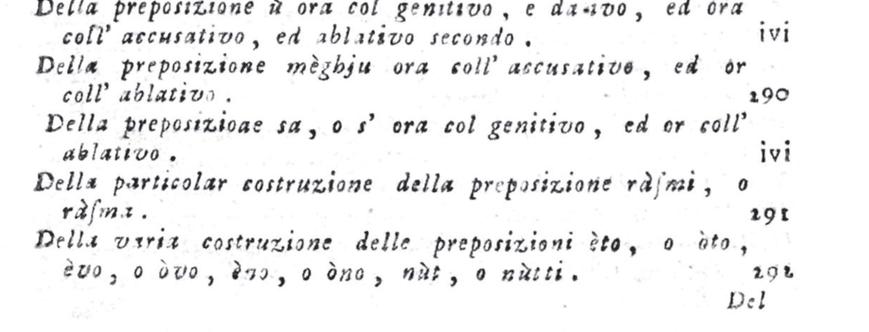 Della preposizione ù ora col genitivo, e dativo, ed ora
coll' accusativo, ed ablativo secondo. ivi
Della preposizione mèghju ora coll' accusativo, ed or
coll' ablativo. 290
Della preposizioae sa, o s' ora col genitivo, ed or coll'
ablativo. ivi
Della particolar costruzione della preposizione ràſmi, o
ràſma. 291
Della varia costruzione delle preposizioni èto, o òto,
èvo, o òvo, èno, o òno, nùt, o nùtti. 292
Del